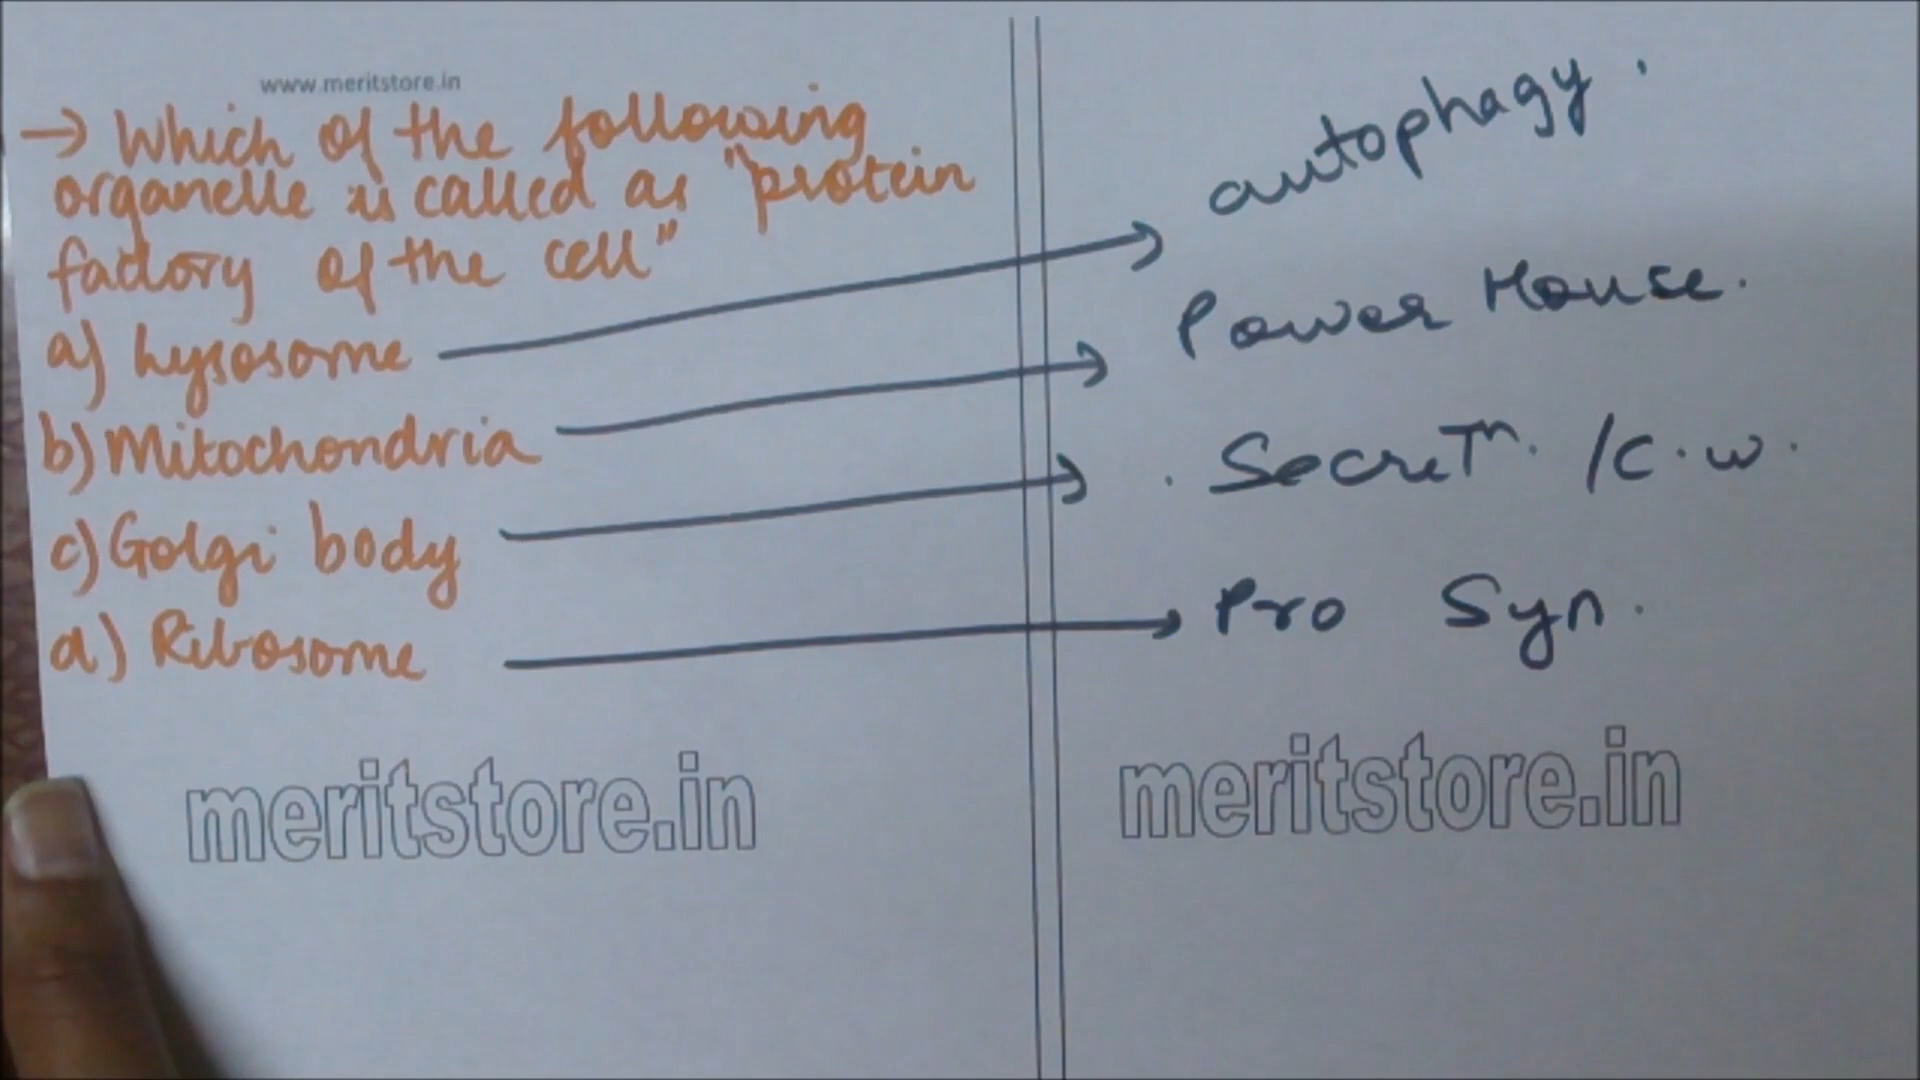 www.meritstore.in
→ Which of the following
organelle is called as "protein
factory of the cell"
a) Lysosome → autophagy.
b) Mitochondria → Power House.
c) Golgi body → . SecreTn. /C.W.
d) Ribosome → Pro Syn.
meritstore.in meritstore.in